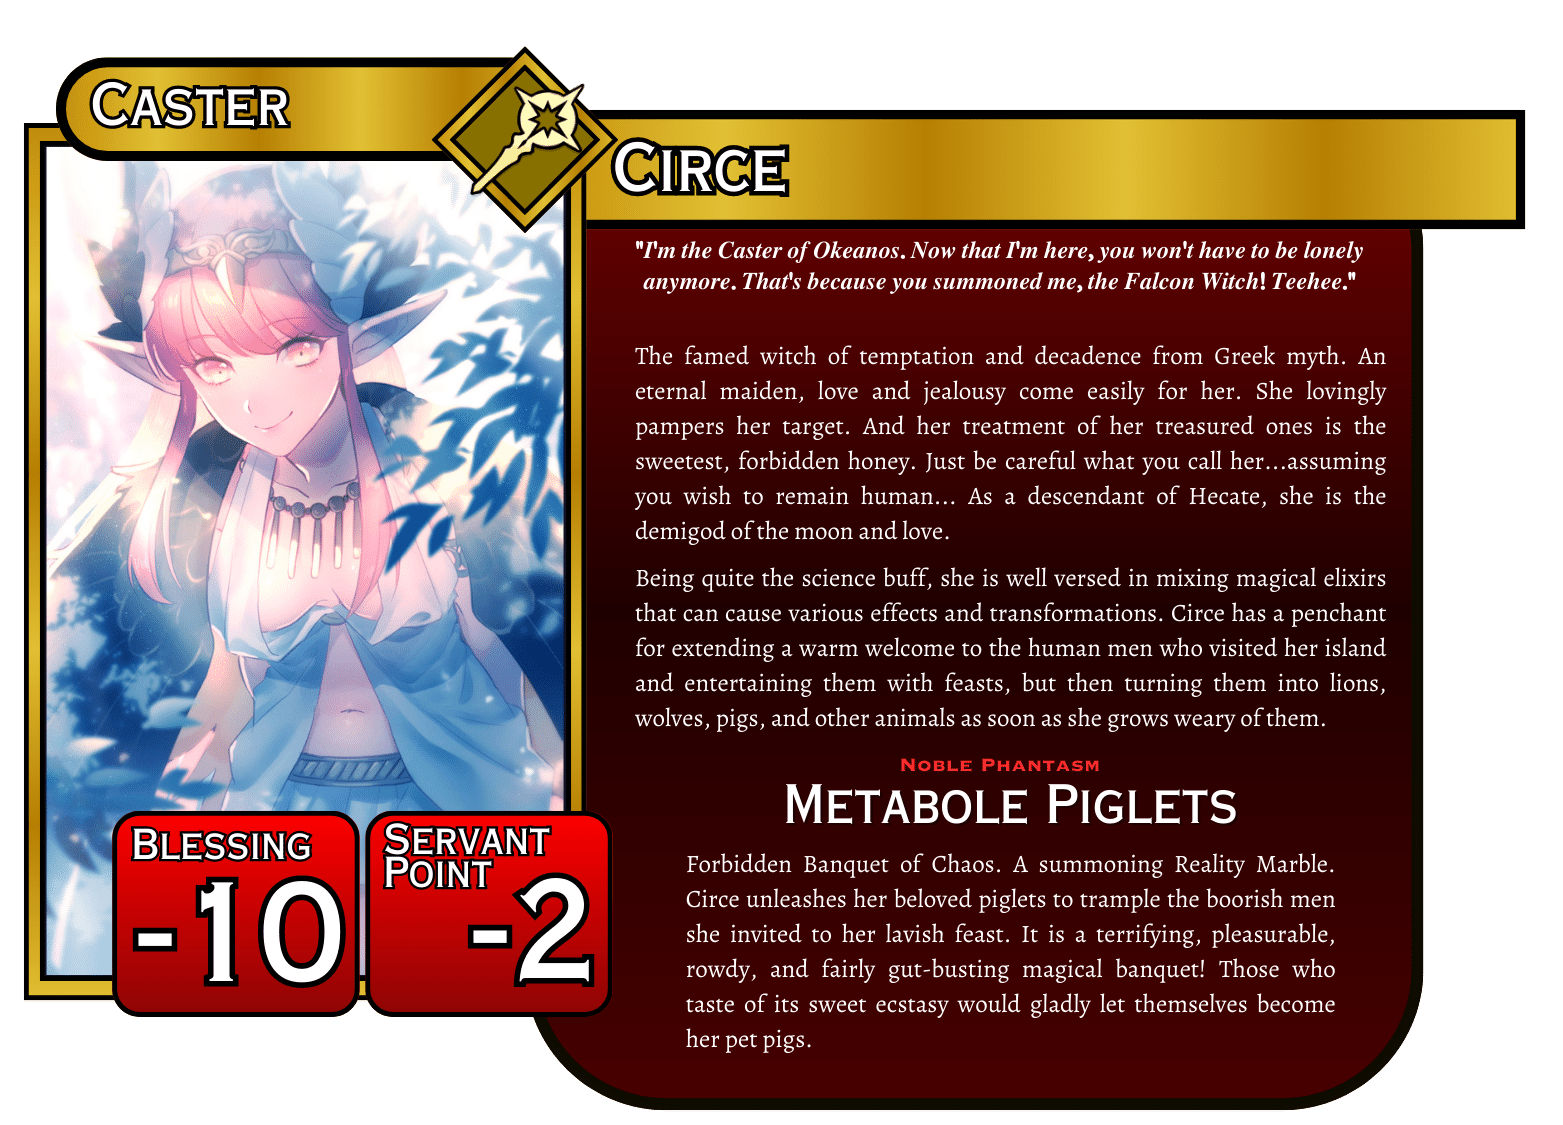 CASTER
CIRCE
"I'm the Caster of Okeanos. Now that I'm here, you won't have to be lonely
anymore. That's because you summoned me, the Falcon Witch! Teehee."
The famed witch of temptation and decadence from Greek myth. An
eternal maiden, love and jealousy come easily for her. She lovingly
pampers her target. And her treatment of her treasured ones is the
sweetest, forbidden honey. Just be careful what you call her...assuming
you wish to remain human... As a descendant of Hecate, she is the
demigod of the moon and love.
Being quite the science buff, she is well versed in mixing magical elixirs
that can cause various effects and transformations. Circe has a penchant
for extending a warm welcome to the human men who visited her island
and entertaining them with feasts, but then turning them into lions,
wolves, pigs, and other animals as soon as she grows weary of them.
NOBLE PHANTASM
METABOLE PIGLETS
Forbidden Banquet of Chaos. A summoning Reality Marble.
Circe unleashes her beloved piglets to trample the boorish men
she invited to her lavish feast. It is a terrifying, pleasurable,
rowdy, and fairly gut-busting magical banquet! Those who
taste of its sweet ecstasy would gladly let themselves become
her pet pigs.
BLESSING
-10
SERVANT
POINT
-2